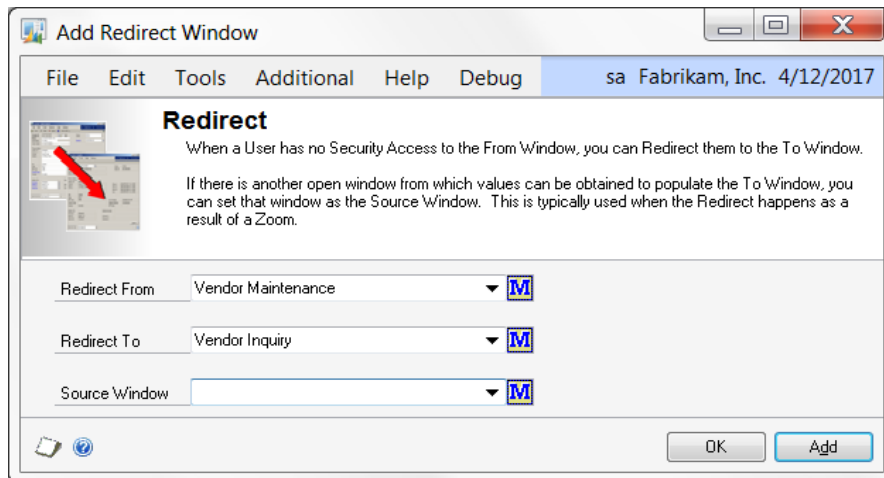 Add Redirect Window
File Edit Tools Additional Help Debug sa Fabrikam, Inc. 4/12/2017
Redirect
When a User has no Security Access to the From Window, you can Redirect them to the To Window.
If there is another open window from which values can be obtained to populate the To Window, you
can set that window as the Source Window. This is typically used when the Redirect happens as a
result of a Zoom.
Redirect From Vendor Maintenance M
Redirect To Vendor Inquiry M
Source Window M
OK Add